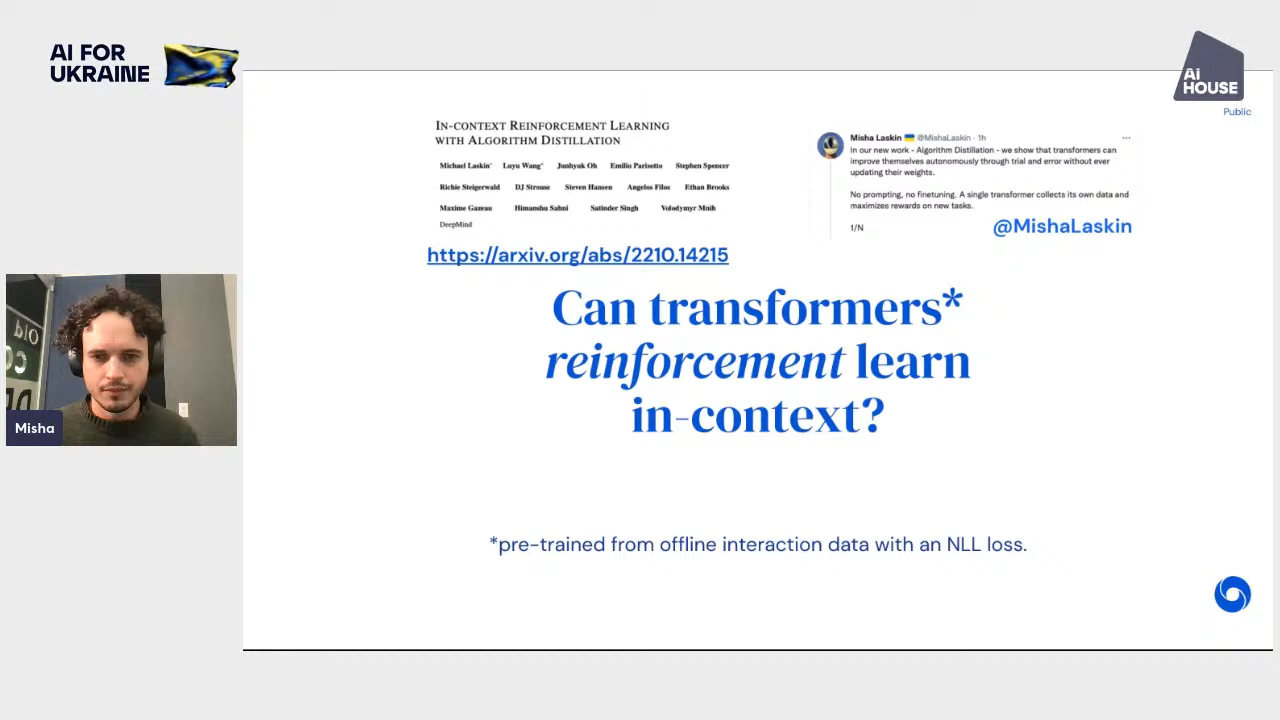 AI FOR
UKRAINE
Ai
HOUSE
Public
IN-CONTEXT REINFORCEMENT LEARNING
WITH ALGORITHM DISTILLATION
Michael Laskin* Luyu Wang* Junhyuk Oh Emilio Parisotto Stephen Spencer
Richie Steigerwald DJ Strouse Steven Hansen Angelos Filos Ethan Brooks
Maxime Gazeau Himanshu Sahni Satinder Singh Volodymyr Mnih
DeepMind
https://arxiv.org/abs/2210.14215
Misha Laskin 🇺🇦 @MishaLaskin · 1h
In our new work - Algorithm Distillation - we show that transformers can
improve themselves autonomously through trial and error without ever
updating their weights.
No prompting, no finetuning. A single transformer collects its own data and
maximizes rewards on new tasks.
1/N
@MishaLaskin
Can transformers*
reinforcement learn
in-context?
*pre-trained from offline interaction data with an NLL loss.
Old
Misha